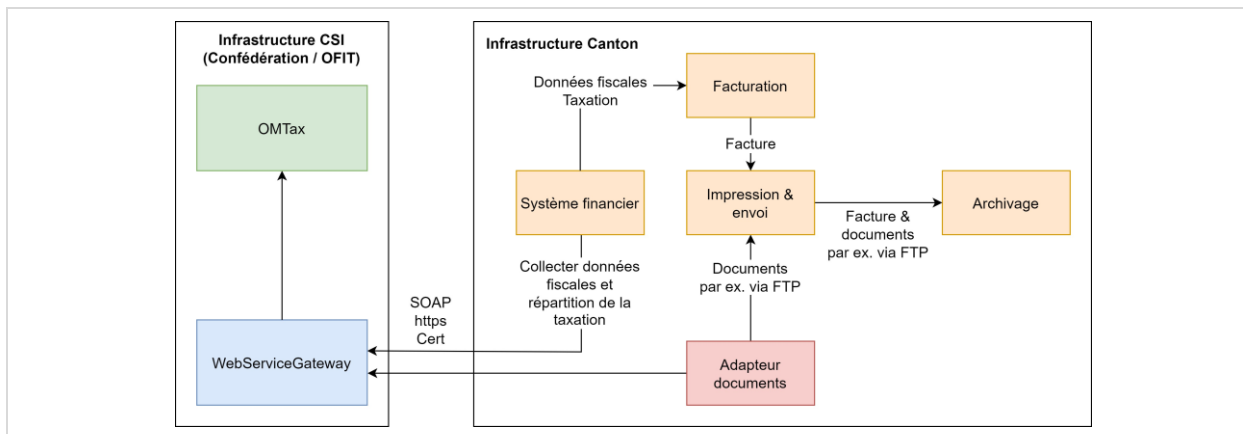 Infrastructure CSI
(Confédération / OFIT)
OMTax
WebServiceGateway
SOAP
https
Cert
Infrastructure Canton
Données fiscales
Taxation
Facturation
Facture
Système financier
Impression &
envoi
Archivage
Facture &
documents
par ex. via FTP
Collecter données
fiscales et
répartition de la
taxation
Documents
par ex. via FTP
Adapteur
documents